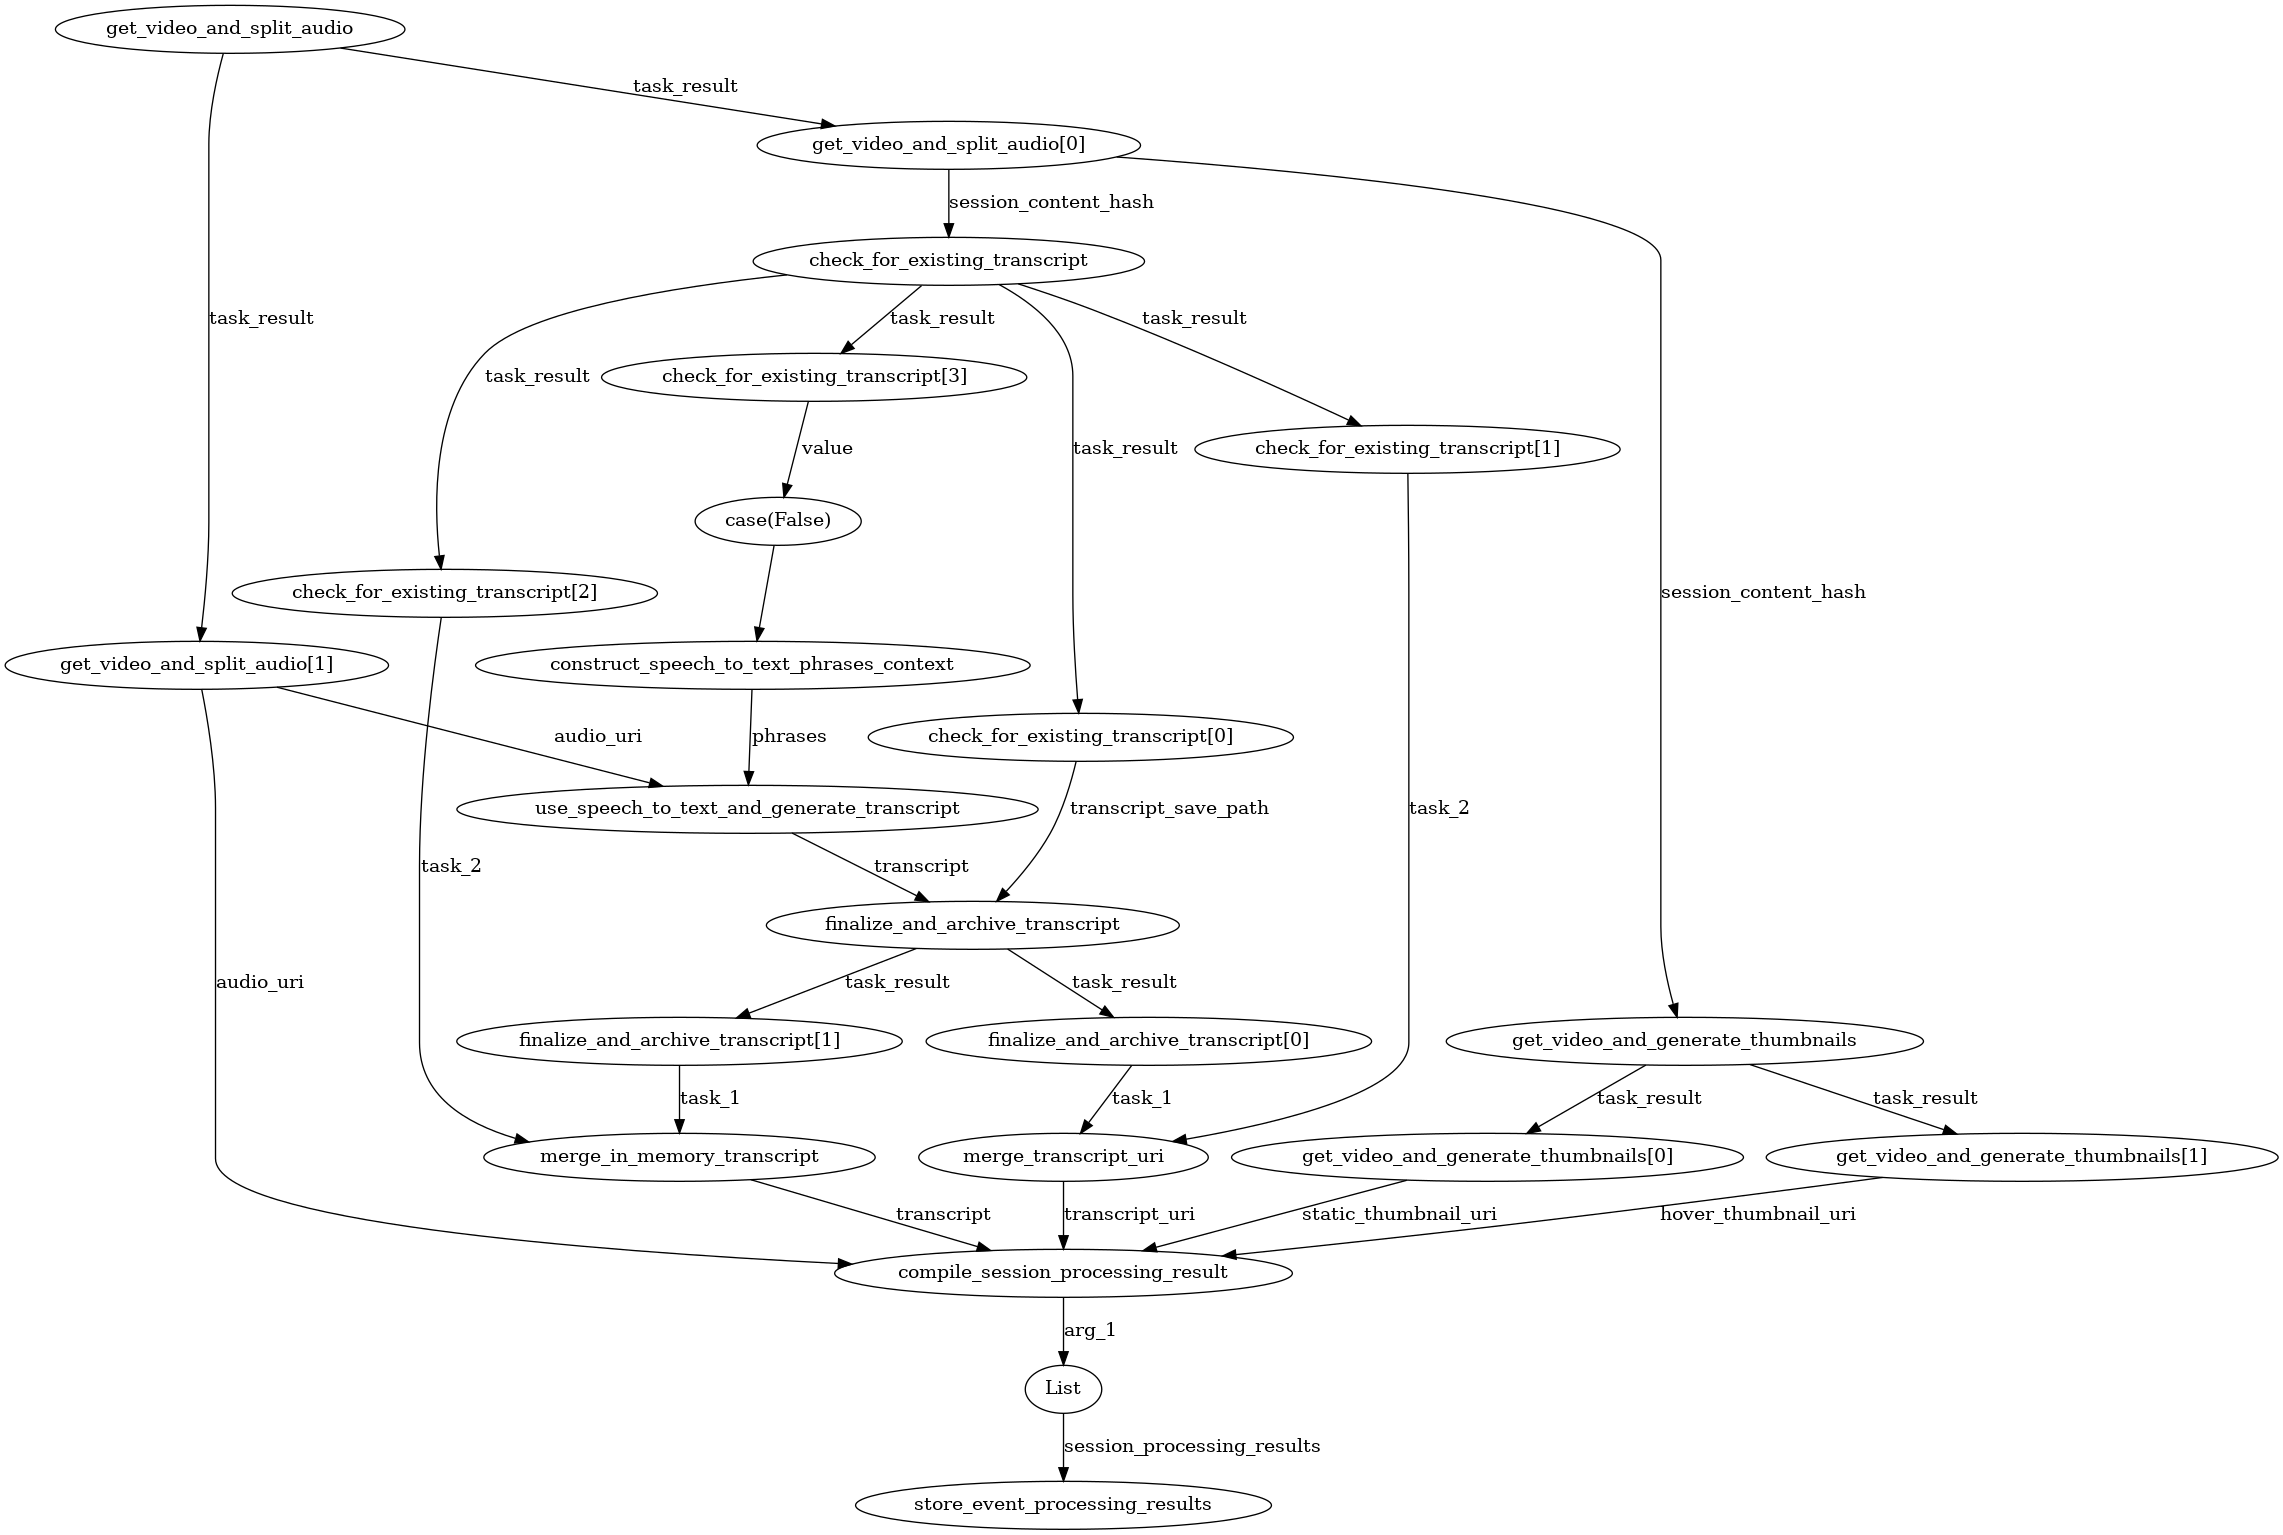 get_video_and_split_audio
task_result
get_video_and_split_audio[0]
session_content_hash
check_for_existing_transcript
task_result
task_result
task_result
task_result
check_for_existing_transcript[3]
task_result
value
task_result
check_for_existing_transcript[1]
case(False)
check_for_existing_transcript[2]
session_content_hash
get_video_and_split_audio[1]
construct_speech_to_text_phrases_context
audio_uri
phrases
check_for_existing_transcript[0]
use_speech_to_text_and_generate_transcript
transcript_save_path
task_2
task_2
transcript
finalize_and_archive_transcript
audio_uri
task_result
task_result
finalize_and_archive_transcript[1]
finalize_and_archive_transcript[0]
get_video_and_generate_thumbnails
task_1
task_1
task_result
task_result
merge_in_memory_transcript
merge_transcript_uri
get_video_and_generate_thumbnails[0]
get_video_and_generate_thumbnails[1]
transcript
transcript_uri
static_thumbnail_uri
hover_thumbnail_uri
compile_session_processing_result
arg_1
List
session_processing_results
store_event_processing_results